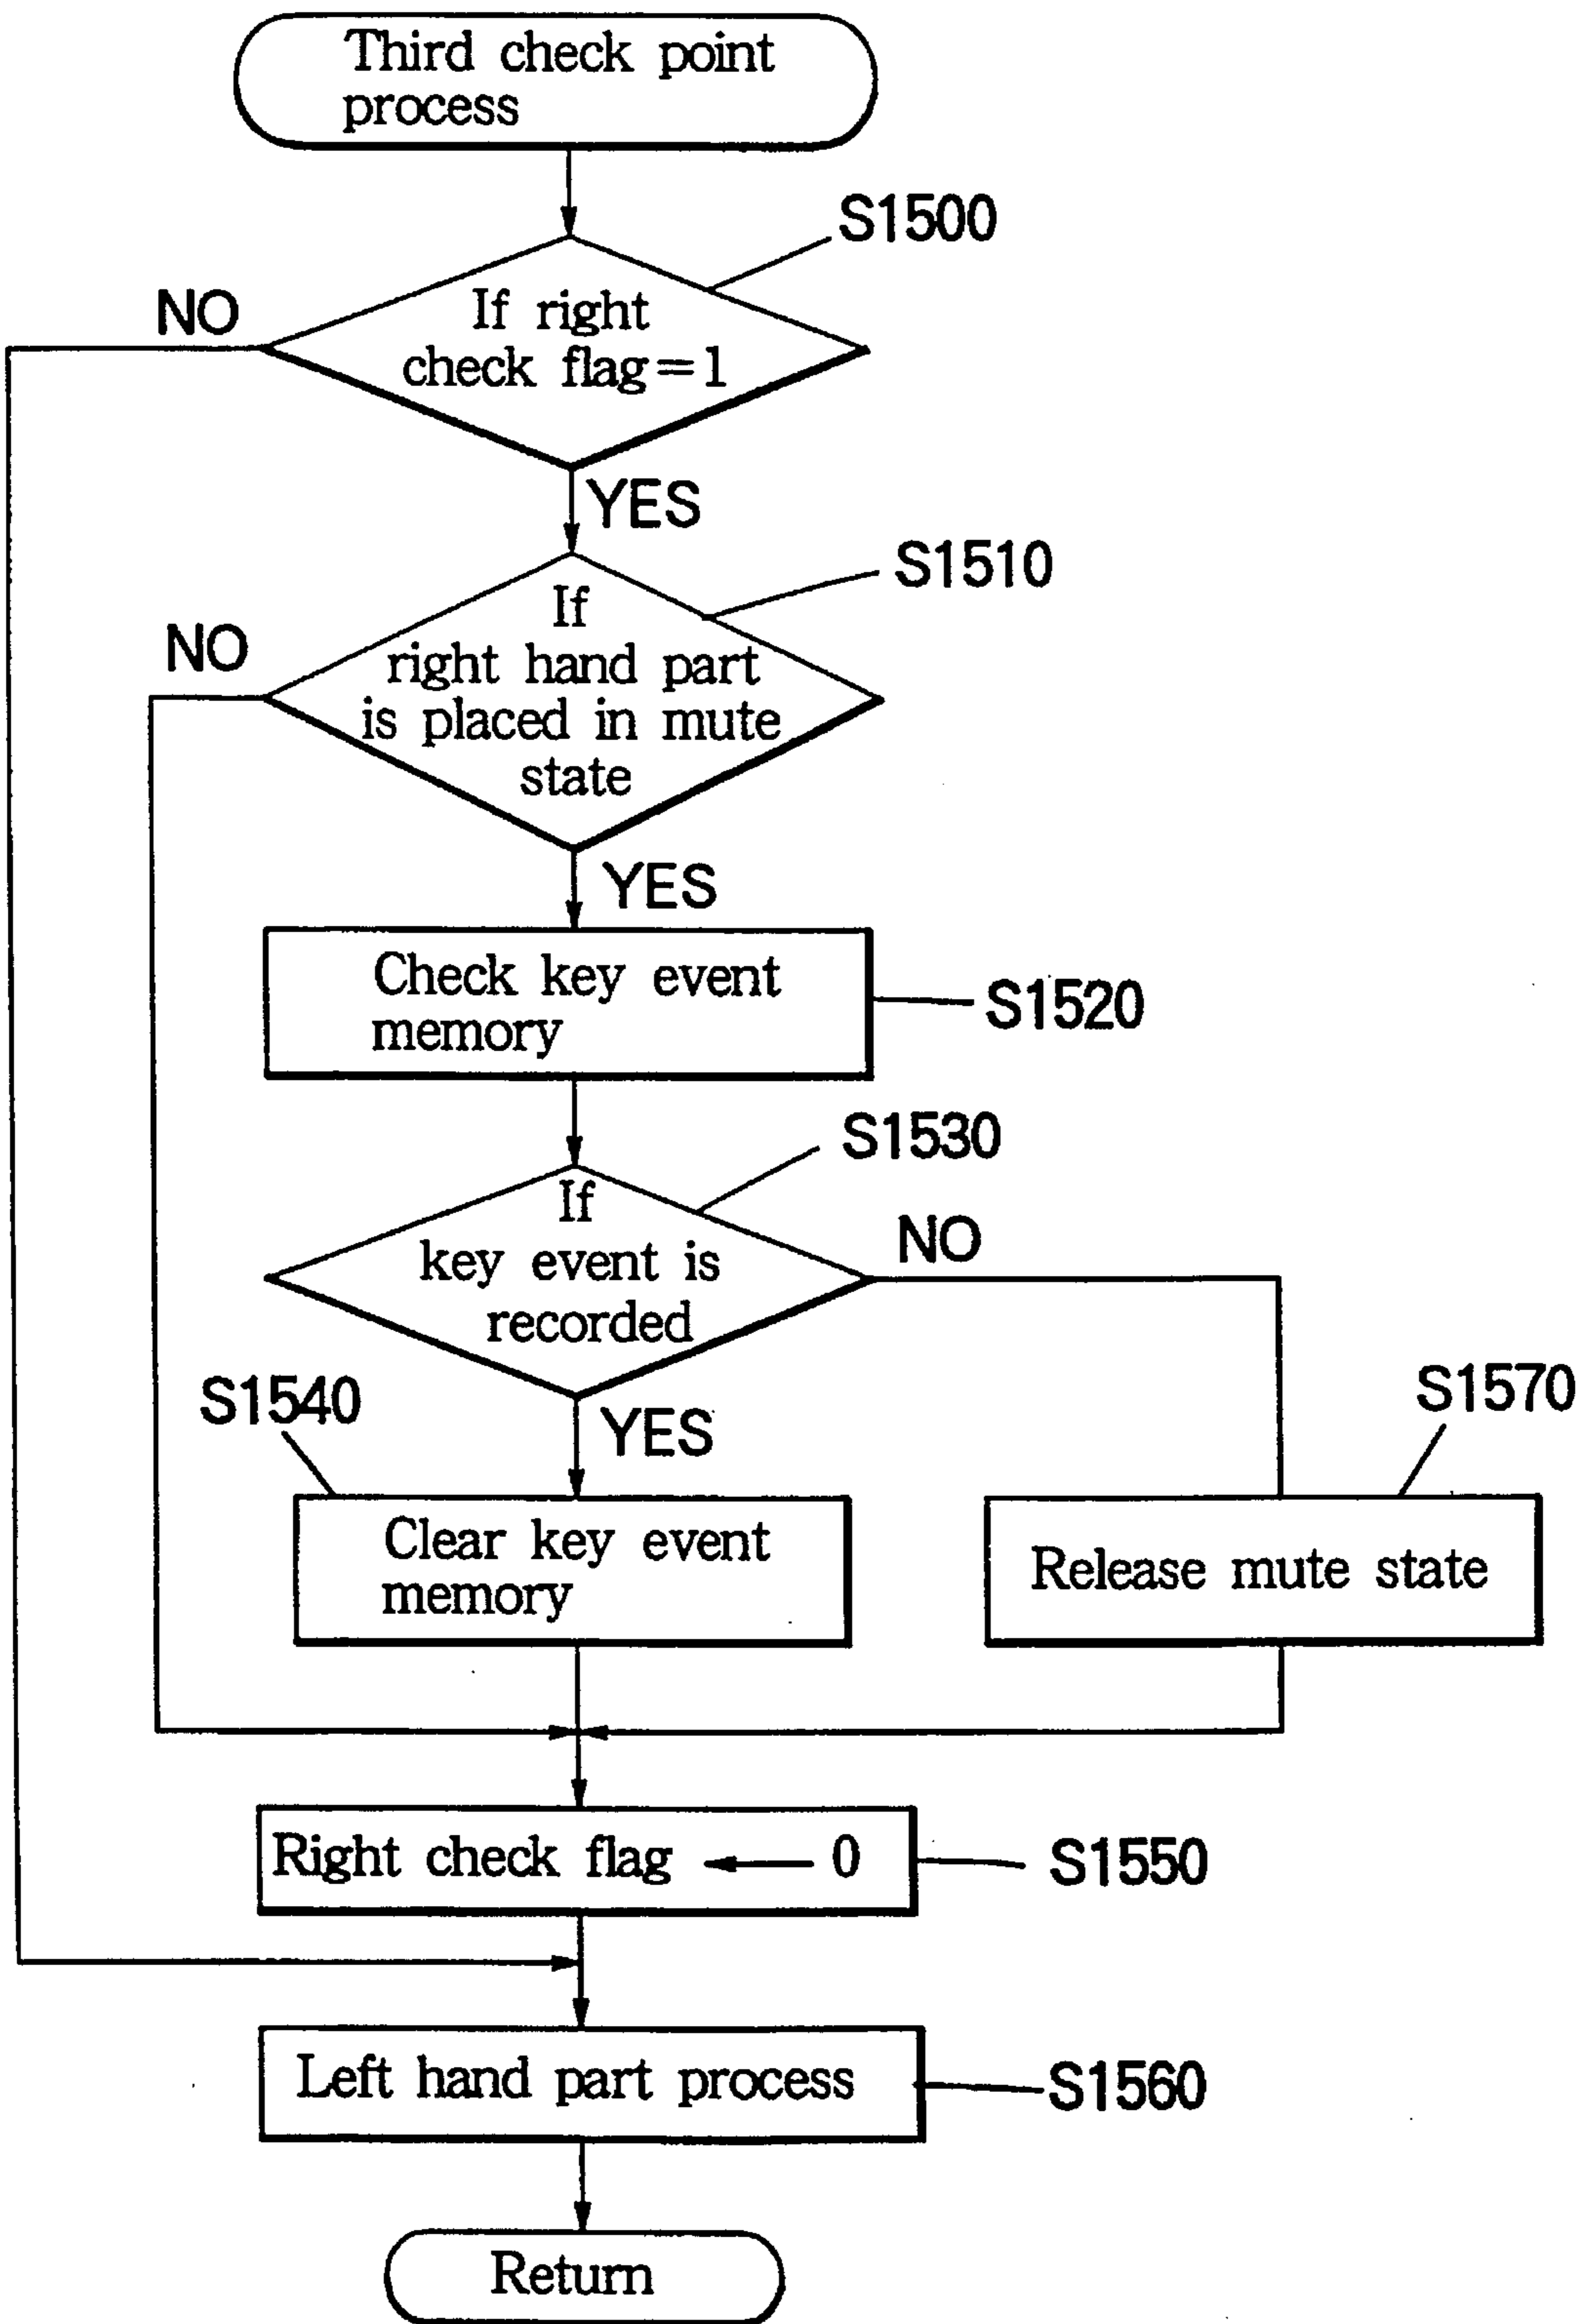 Third check point
process
S1500
NO
If right
check flag=1
YES
S1510
NO
If
right hand part
is placed in mute
state
YES
Check key event
memory
S1520
S1530
If
key event is
recorded
NO
S1540
YES
S1570
Clear key event
memory
Release mute state
Right check flag ← 0
S1550
Left hand part process
S1560
Return